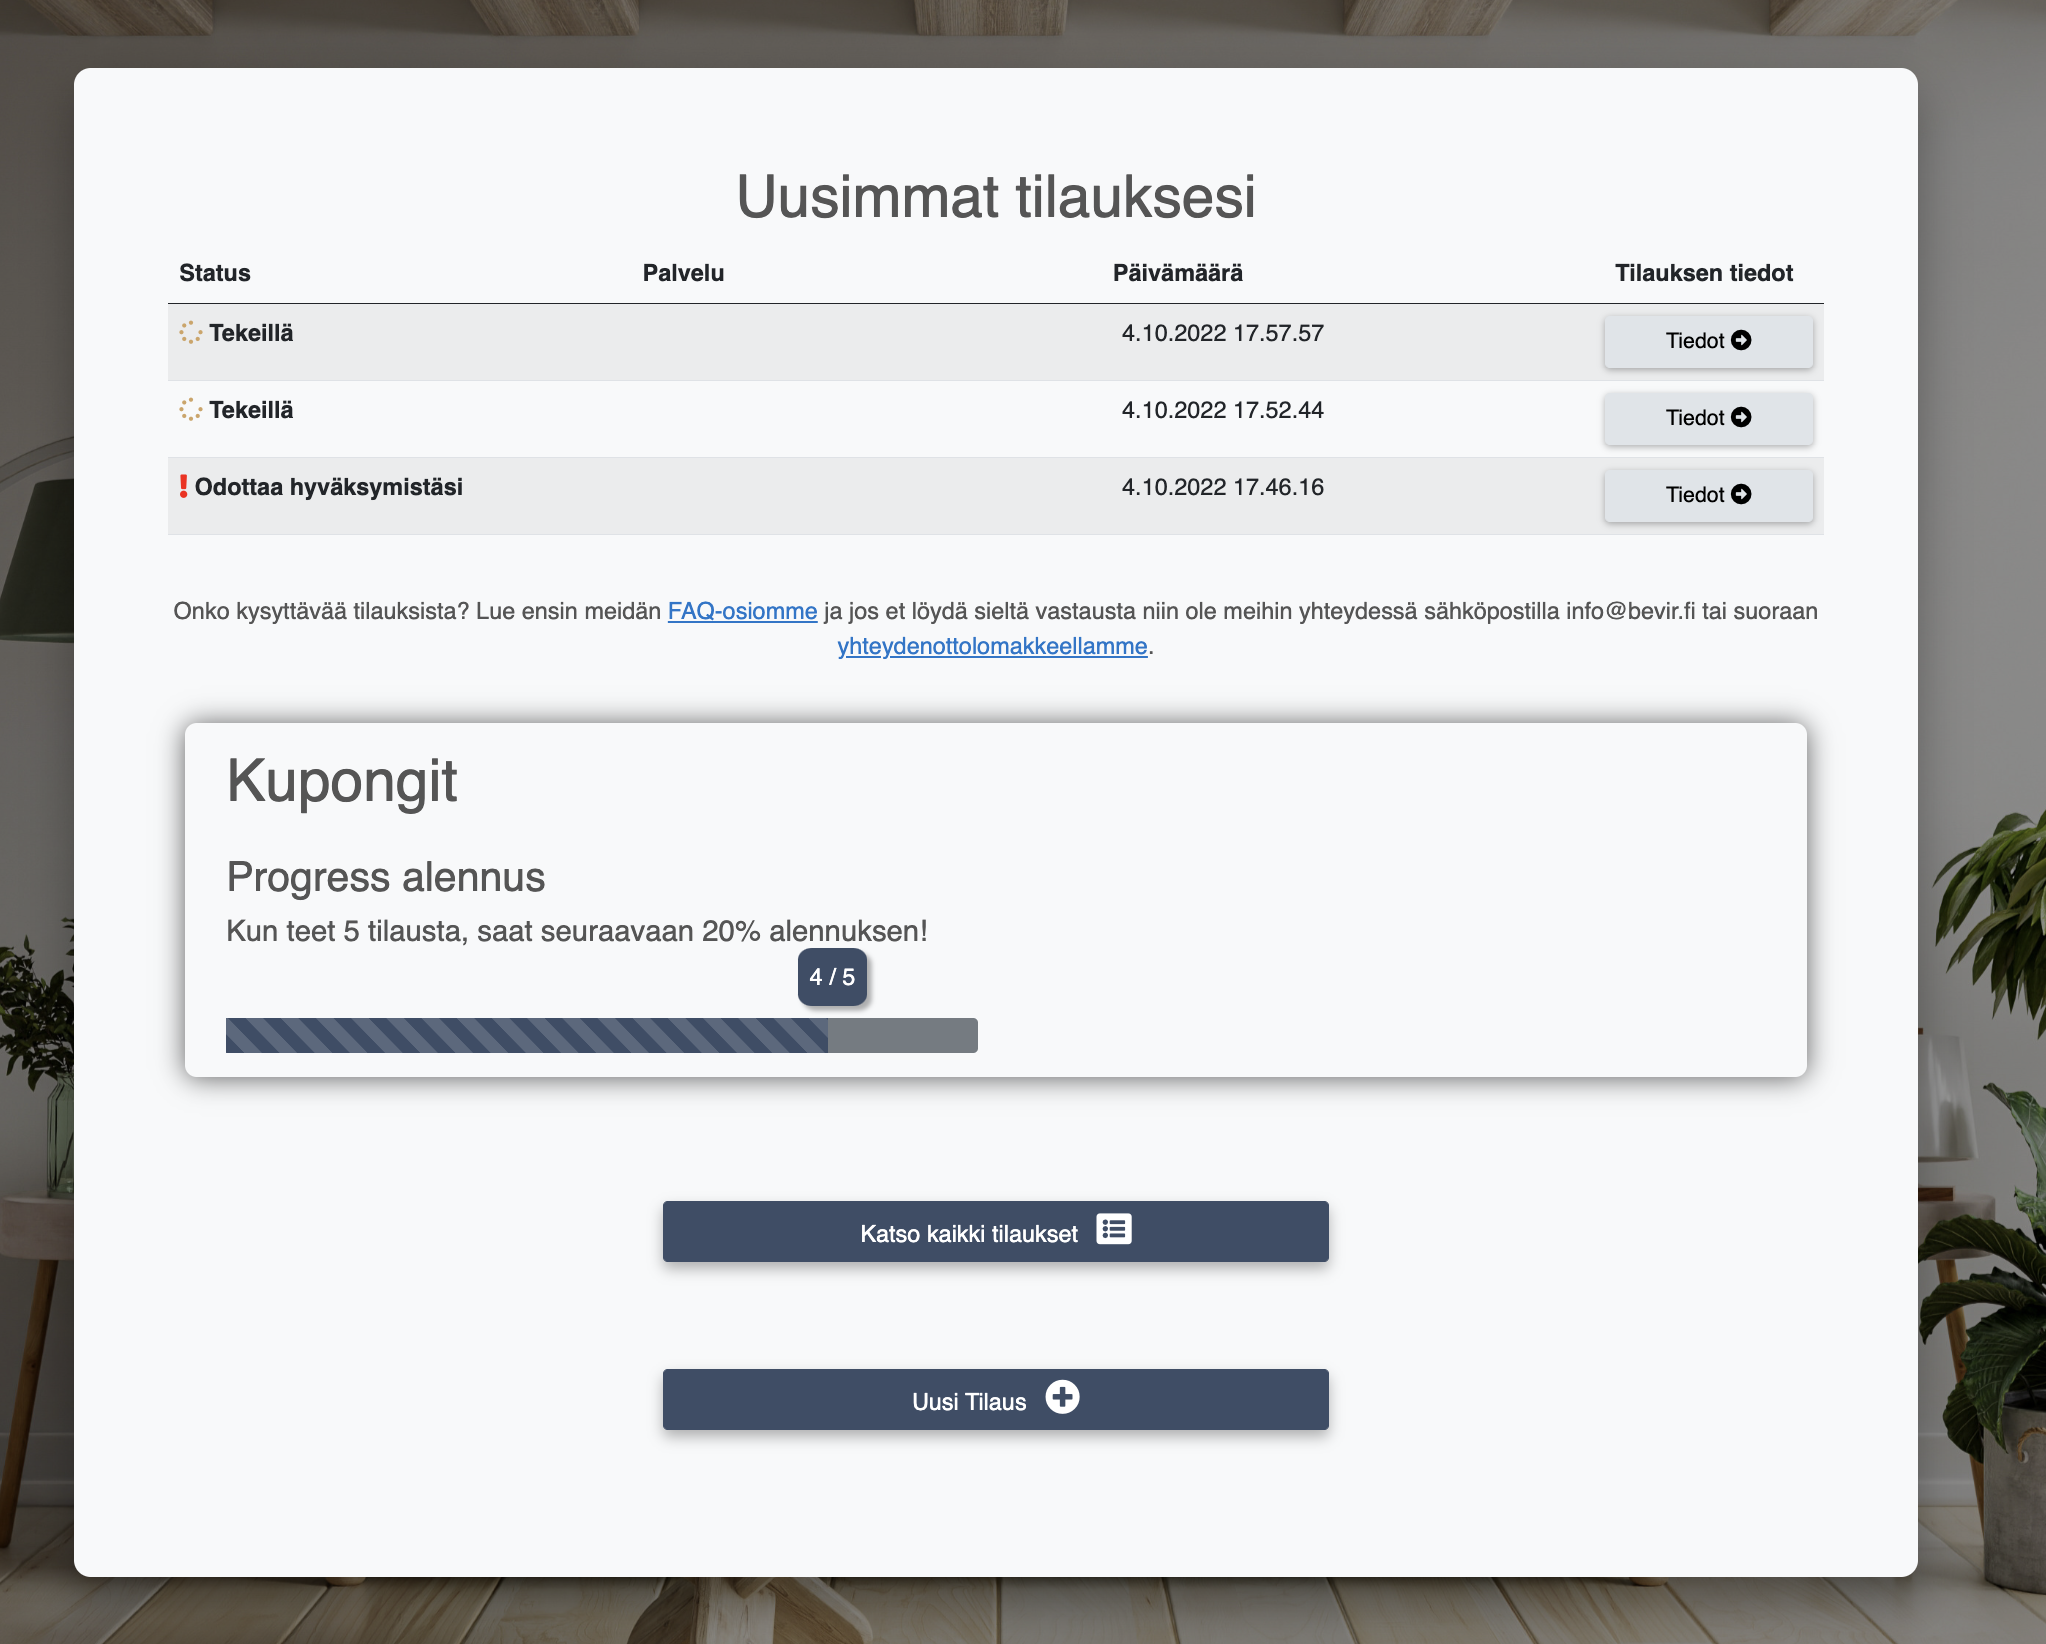 Uusimmat tilauksesi
Status Palvelu Päivämäärä Tilauksen tiedot
Tekeillä 4.10.2022 17.57.57 Tiedot
Tekeillä 4.10.2022 17.52.44 Tiedot
Odottaa hyväksymistäsi 4.10.2022 17.46.16 Tiedot
Onko kysyttävää tilauksista? Lue ensin meidän FAQ-osiomme ja jos et löydä sieltä vastausta niin ole meihin yhteydessä sähköpostilla info@bevir.fi tai suoraan
yhteydenottolomakkeellamme.
Kupongit
Progress alennus
Kun teet 5 tilausta, saat seuraavaan 20% alennuksen!
4 / 5
Katso kaikki tilaukset
Uusi Tilaus